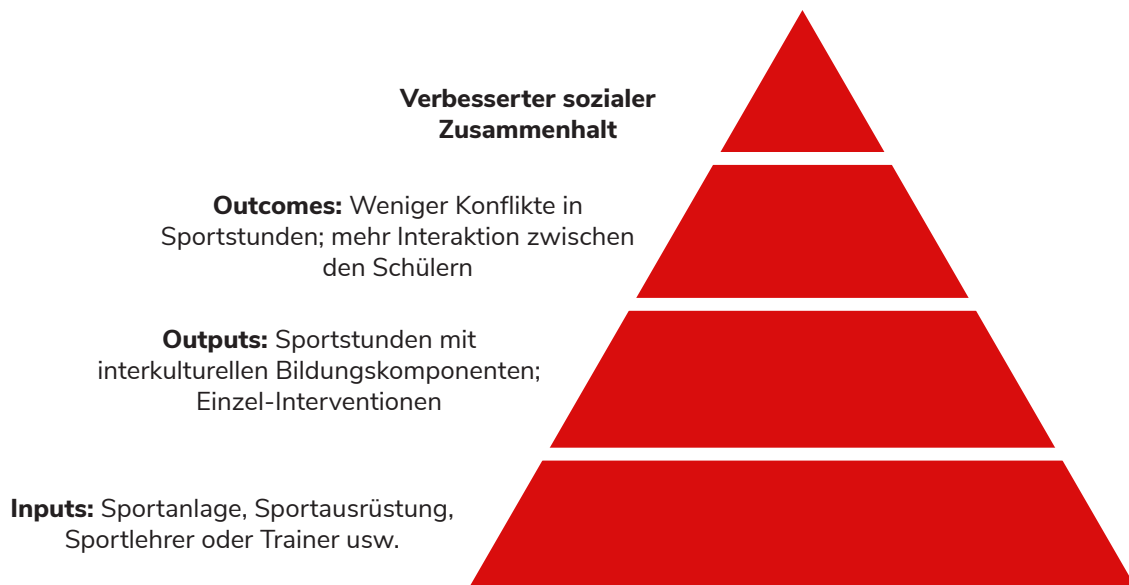 Verbesserter sozialer
Zusammenhalt
Outcomes: Weniger Konflikte in
Sportstunden; mehr Interaktion zwischen
den Schülern
Outputs: Sportstunden mit
interkulturellen Bildungskomponenten;
Einzel-Interventionen
Inputs: Sportanlage, Sportausrüstung,
Sportlehrer oder Trainer usw.